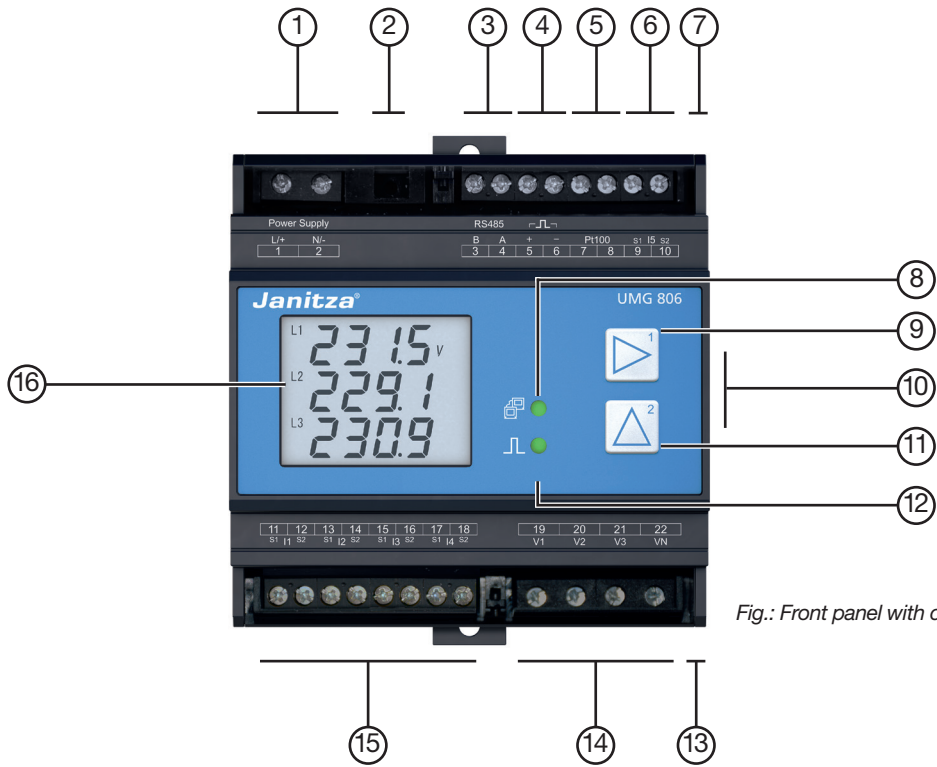 1 2 3 4 5 6 7
Power Supply RS485
L/+ N/- B A + − Pt100 S1 I5 S2
1 2 3 4 5 6 7 8 9 10
Janitza® UMG 806
8
L1 231.5 V
1
9
L2 229.1
10
16
2
L3 230.9
11
12
11 12 13 14 15 16 17 18 19 20 21 22
S1 I1 S2 S1 I2 S2 S1 I3 S2 S1 I4 S2 V1 V2 V3 VN
Fig.: Front panel with c
15 14 13